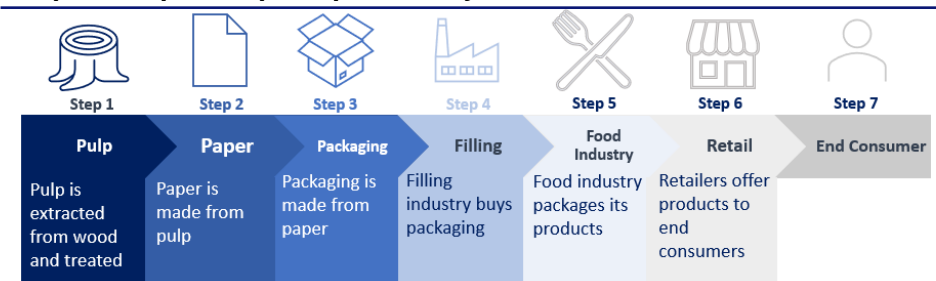 Step 1
Step 2
Step 3
Step 4
Step 5
Step 6
Step 7
Pulp
Paper
Packaging
Filling
Food
Industry
Retail
End Consumer
Pulp is
extracted
from wood
and treated
Paper is
made from
pulp
Packaging is
made from
paper
Filling
industry buys
packaging
Food industry
packages its
products
Retailers offer
products to
end
consumers